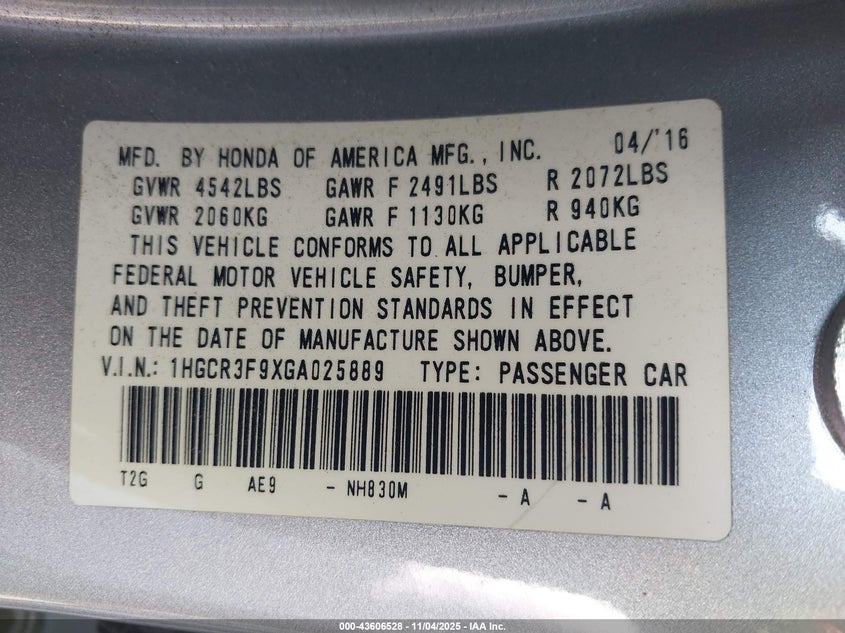 MFD. BY HONDA OF AMERICA MFG., INC. 04/'16
GVWR 4542LBS GAWR F 2491LBS R 2072LBS
GVWR 2060KG GAWR F 1130KG R 940KG
THIS VEHICLE CONFORMS TO ALL APPLICABLE
FEDERAL MOTOR VEHICLE SAFETY, BUMPER,
AND THEFT PREVENTION STANDARDS IN EFFECT
ON THE DATE OF MANUFACTURE SHOWN ABOVE.
V.I.N.: 1HGCR3F9XGA025889 TYPE: PASSENGER CAR
T2G G AE9 - NH830M - A - A
000-43606528 - 11/04/2025 - IAA Inc.